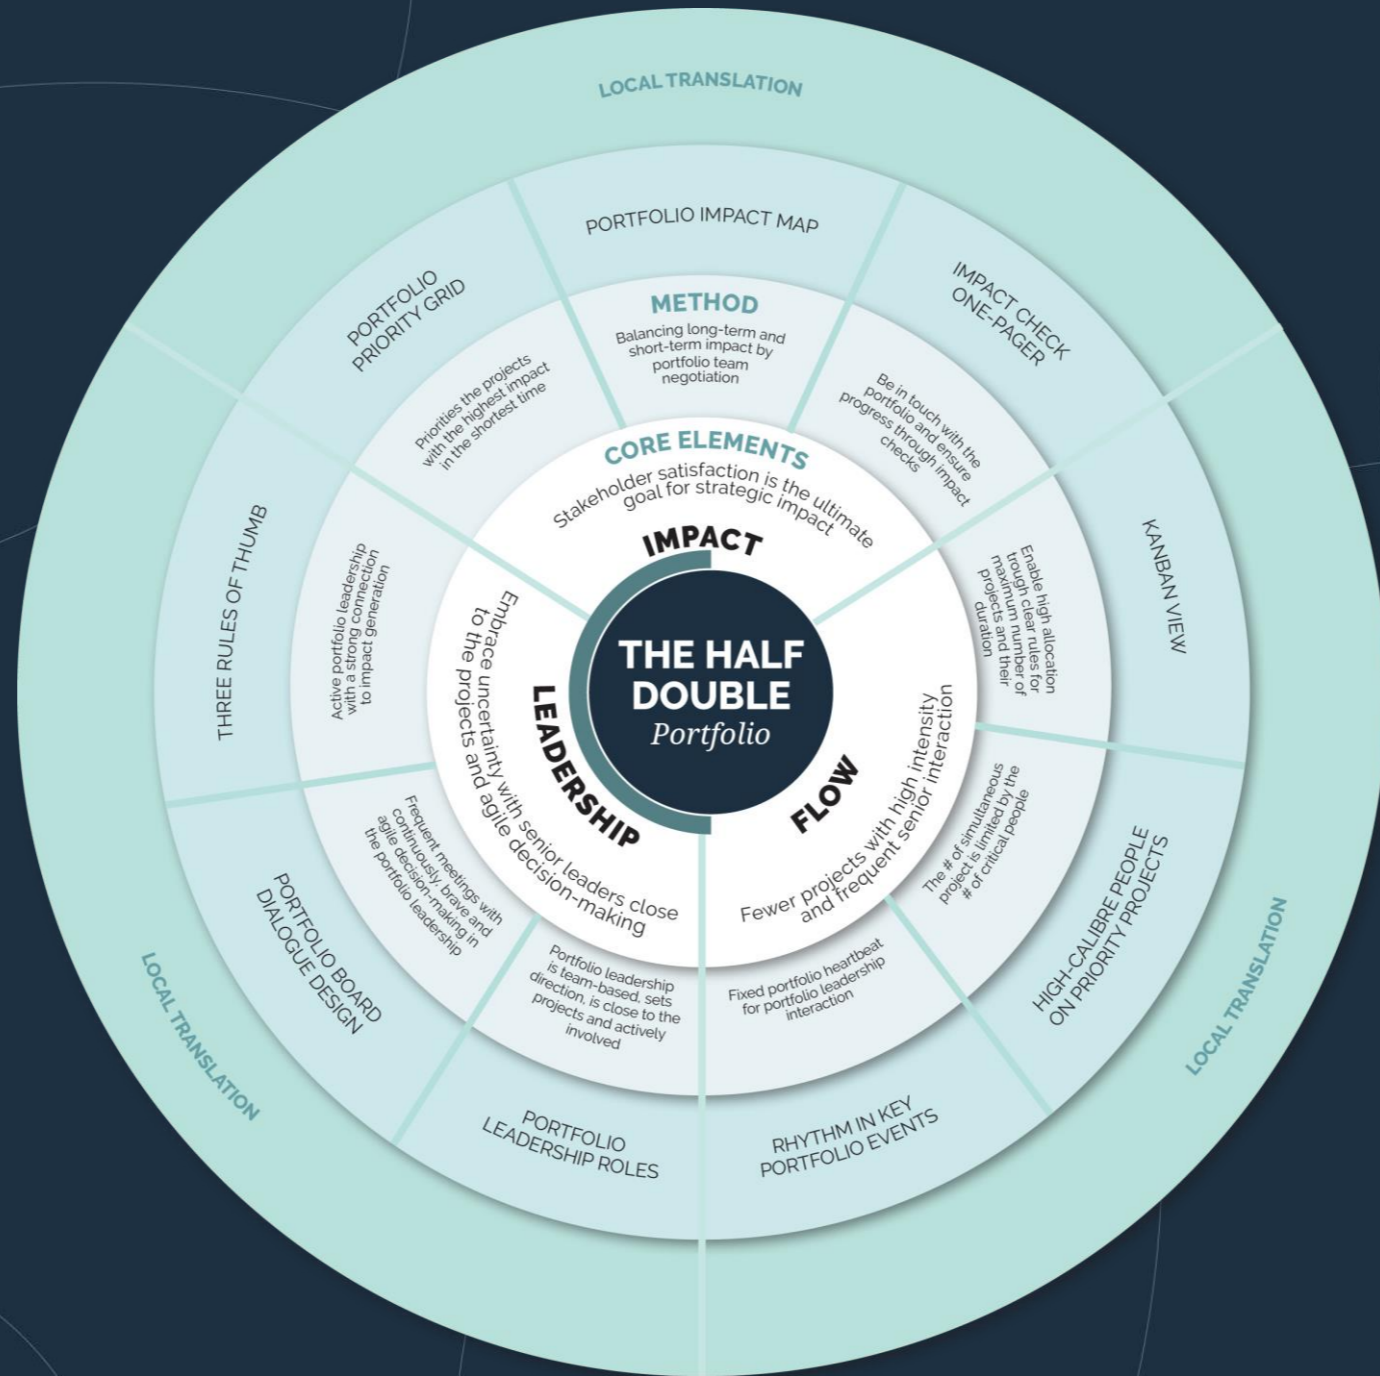 LOCAL TRANSLATION
PORTFOLIO IMPACT MAP
METHOD
Balancing long-term and
short-term impact by
portfolio team
negotiation
IMPACT CHECK
ONE-PAGER
Be in touch with the
portfolio and ensure
progress through impact
checks
PORTFOLIO
PRIORITY GRID
Priorities the projects
with the highest impact
in the shortest time
CORE ELEMENTS
Stakeholder satisfaction is the ultimate
goal for strategic impact
IMPACT
THE HALF
DOUBLE
Portfolio
KANBAN VIEW
Enable high allocation
trough clear rules for
maximum number of
projects and their
duration
HIGH-CALIBRE PEOPLE
ON PRIORITY PROJECTS
The # of simultaneous
project is limited by the
# of critical people
RHYTHM IN KEY
PORTFOLIO EVENTS
Fixed portfolio heartbeat
for portfolio leadership
interaction
FLOW
Fewer projects with high intensity
and frequent senior interaction
LOCAL TRANSLATION
LEADERSHIP
Embrace uncertainty with senior leaders close
to the projects and agile decision-making
Portfolio leadership
is team-based, sets
direction, is close to the
projects and actively
involved
PORTFOLIO
LEADERSHIP ROLES
Frequent meetings with
continuously, brave and
agile decision-making in
the portfolio leadership
PORTFOLIO BOARD
DIALOGUE DESIGN
Active portfolio leadership
with a strong connection
to impact generation
THREE RULES OF THUMB
LOCAL TRANSLATION